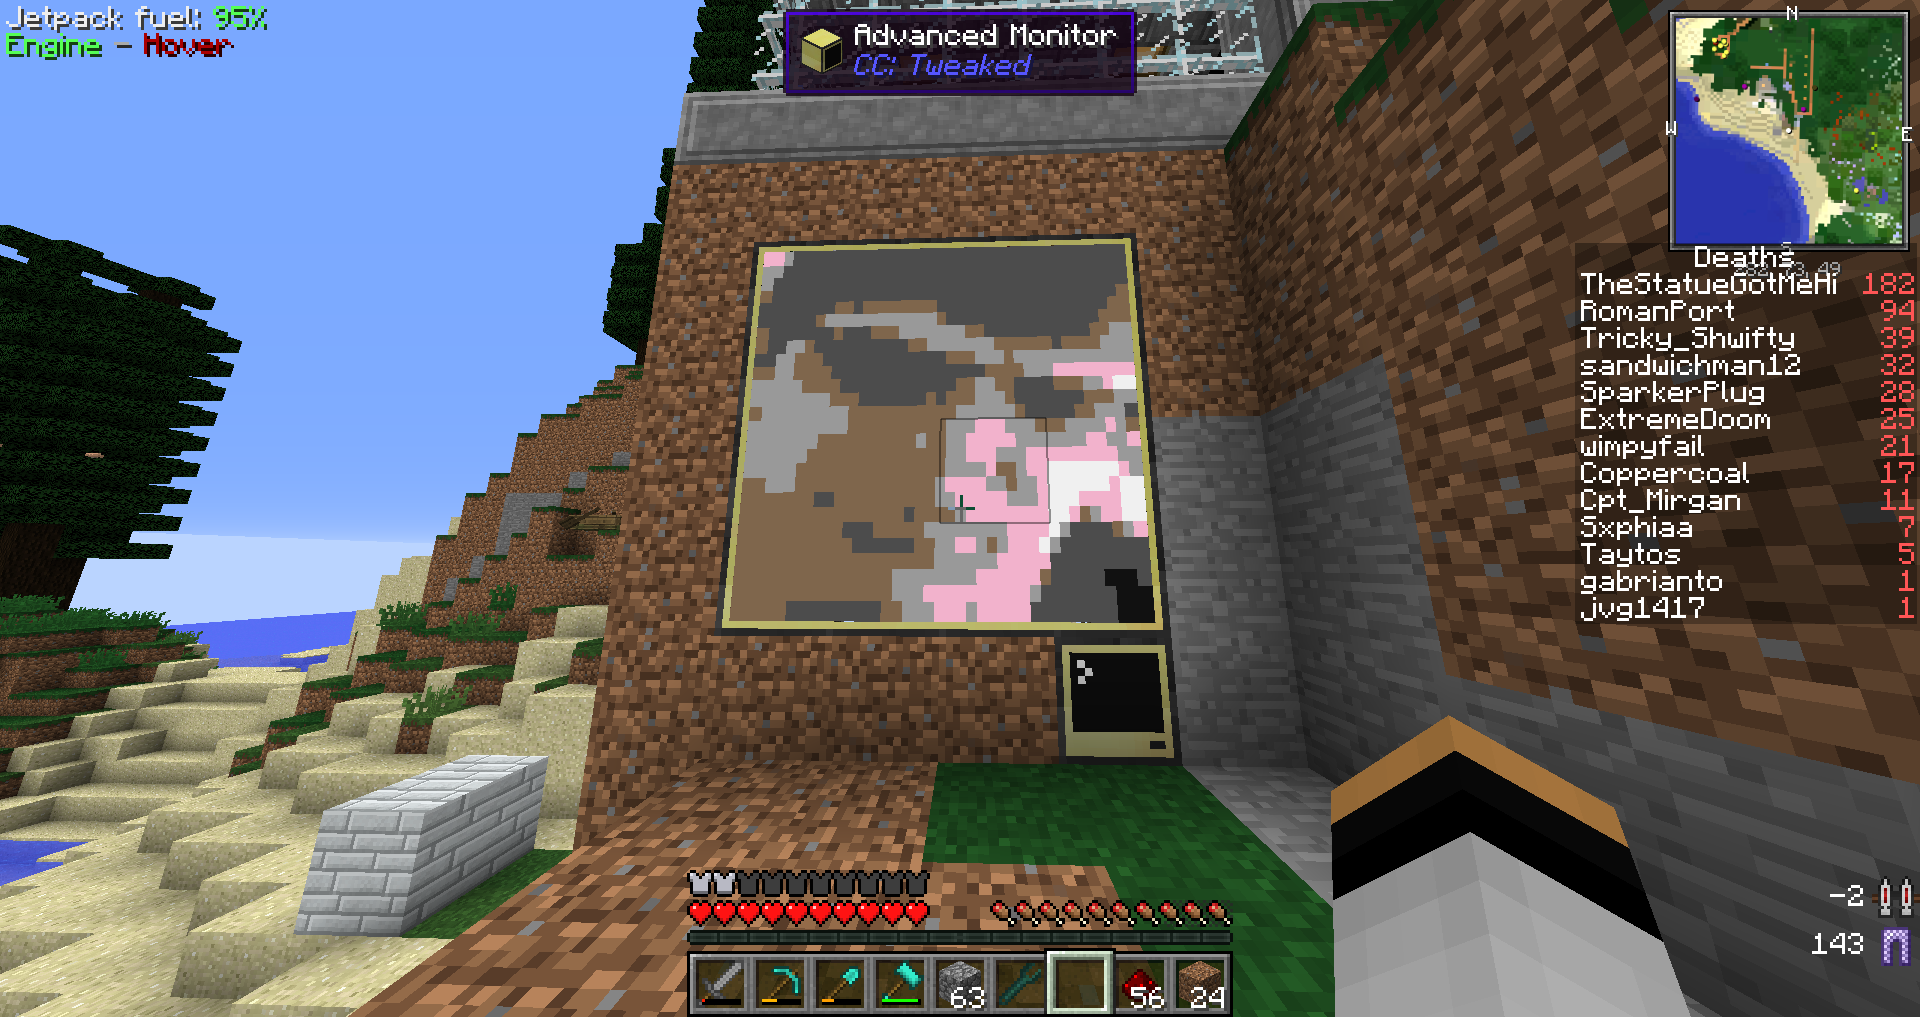 Jetpack fuel: 95%
Engine - Hover
Advanced Monitor
CC: Tweaked
N
W
E
S
Deaths
TheStatueGotMeHi 182
RomanPort 94
Tricky_Shwifty 39
sandwichman12 32
SparkerPlug 28
ExtremeDoom 25
wimpyfail 21
Coppercoal 17
Cpt_Mirgan 11
Sxphiaa 7
Taytos 5
gabrianto 1
jvg1417 1
-2
143
63
56
24